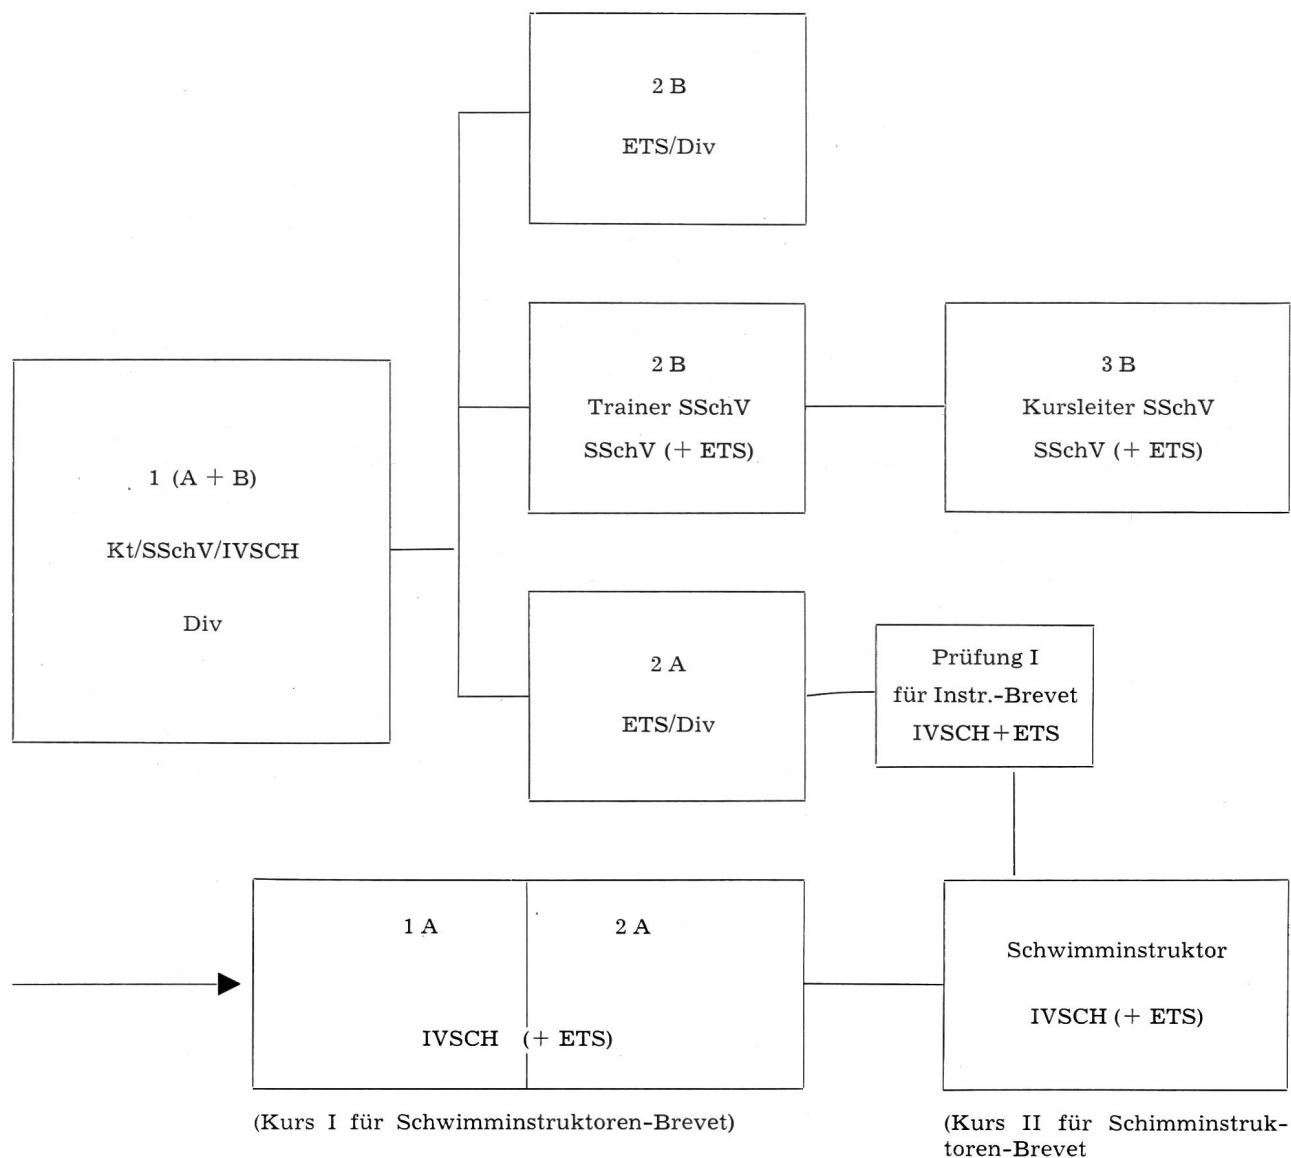 2 B
ETS/Div
2 B
Trainer SSchV
SSchV (+ ETS)
3 B
Kursleiter SSchV
SSchV (+ ETS)
1 (A + B)
Kt/SSchV/IVSCH
Div
2 A
ETS/Div
Prüfung I
für Instr.-Brevet
IVSCH+ETS
1 A
2 A
IVSCH (+ ETS)
Schwimminstruktor
IVSCH (+ ETS)
(Kurs I für Schwimminstruktoren-Brevet)
(Kurs II für Schimminstruk-
toren-Brevet